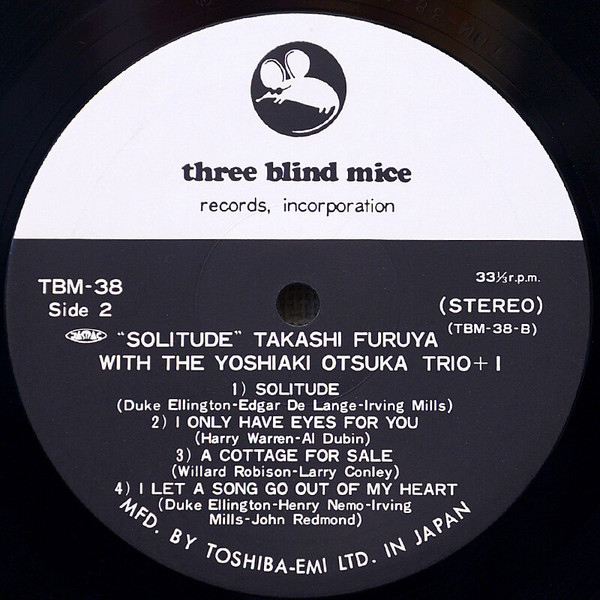 three blind mice
records, incorporation
TBM-38
Side 2
33⅓r.p.m.
(STEREO)
(TBM-38-B)
JASRAC "SOLITUDE" TAKASHI FURUYA
WITH THE YOSHIAKI OTSUKA TRIO+1
1) SOLITUDE
(Duke Ellington-Edgar De Lange-Irving Mills)
2) I ONLY HAVE EYES FOR YOU
(Harry Warren-Al Dubin)
3) A COTTAGE FOR SALE
(Willard Robison-Larry Conley)
4) I LET A SONG GO OUT OF MY HEART
(Duke Ellington-Henry Nemo-Irving
Mills-John Redmond)
MFD. BY TOSHIBA-EMI LTD. IN JAPAN